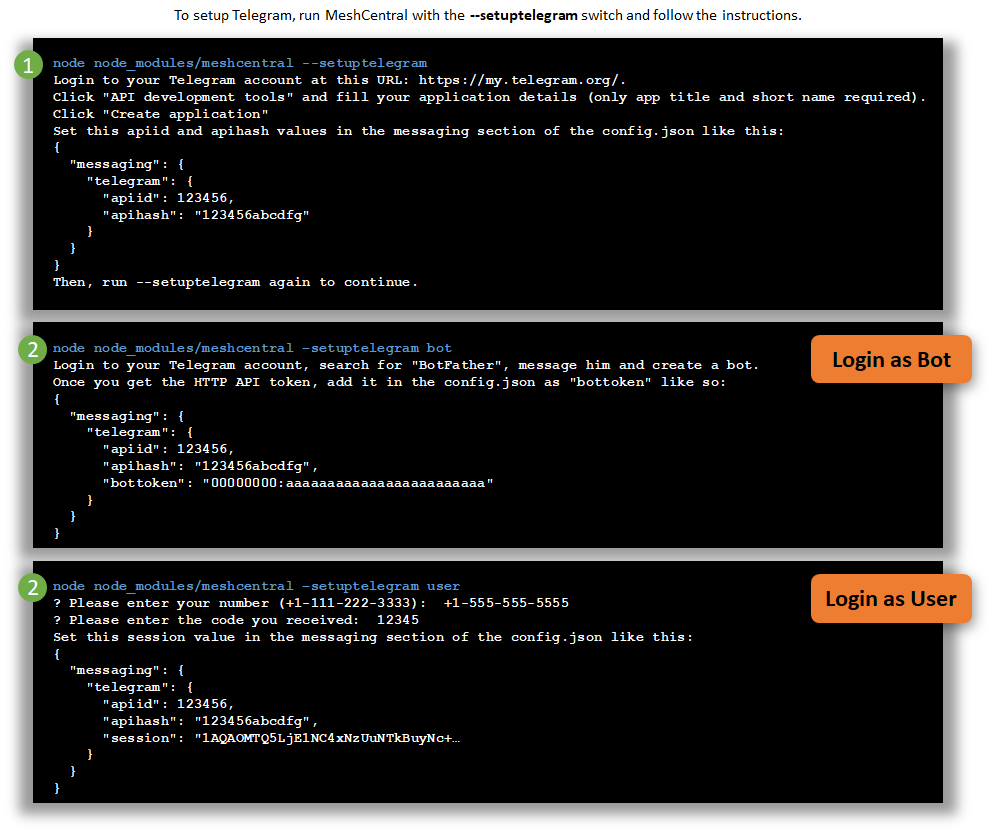 To setup Telegram, run MeshCentral with the --setuptelegram switch and follow the instructions.
1
node node_modules/meshcentral --setuptelegram
Login to your Telegram account at this URL: https://my.telegram.org/.
Click "API development tools" and fill your application details (only app title and short name required).
Click "Create application"
Set this apiid and apihash values in the messaging section of the config.json like this:
{
  "messaging": {
    "telegram": {
      "apiid": 123456,
      "apihash": "123456abcdfg"
    }
  }
}
Then, run --setuptelegram again to continue.
2
node node_modules/meshcentral –setuptelegram bot
Login as Bot
Login to your Telegram account, search for "BotFather", message him and create a bot.
Once you get the HTTP API token, add it in the config.json as "bottoken" like so:
{
  "messaging": {
    "telegram": {
      "apiid": 123456,
      "apihash": "123456abcdfg",
      "bottoken": "00000000:aaaaaaaaaaaaaaaaaaaaaaaa"
    }
  }
}
2
node node_modules/meshcentral –setuptelegram user
Login as User
? Please enter your number (+1-111-222-3333):  +1-555-555-5555
? Please enter the code you received:  12345
Set this session value in the messaging section of the config.json like this:
{
  "messaging": {
    "telegram": {
      "apiid": 123456,
      "apihash": "123456abcdfg",
      "session": "1AQAOMTQ5LjE1NC4xNzUuNTkBuyNc+…
    }
  }
}